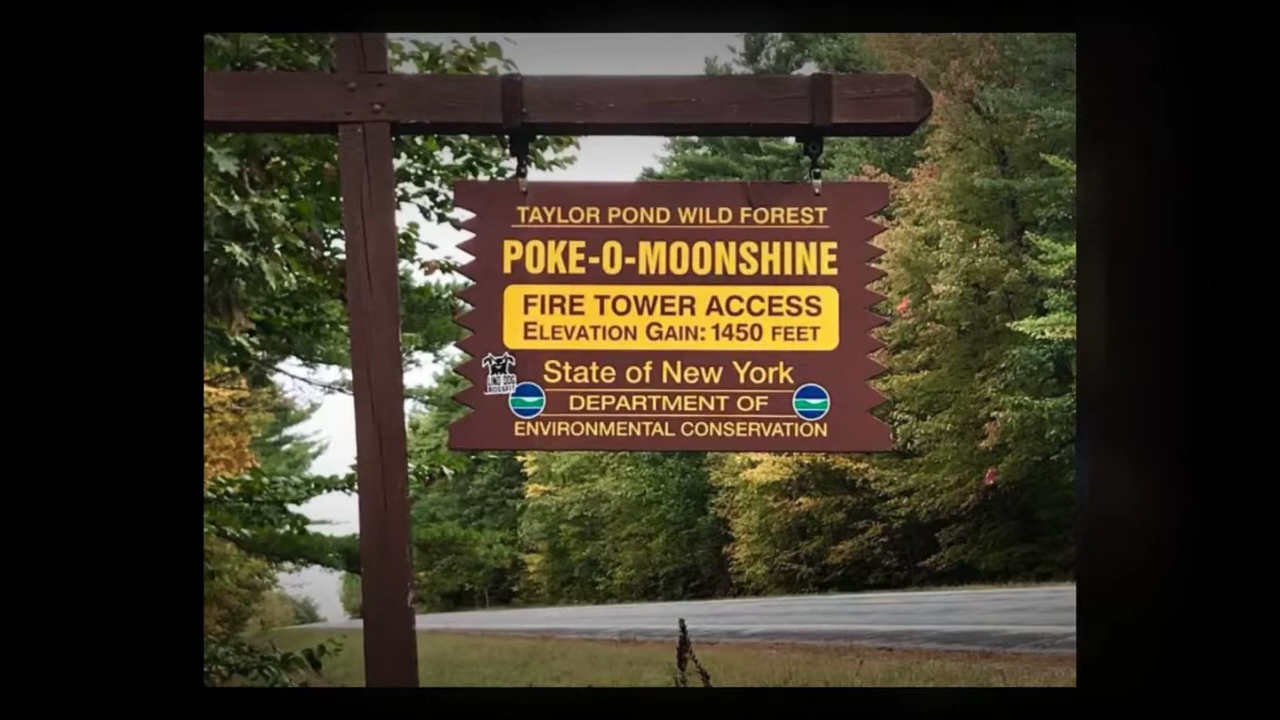 TAYLOR POND WILD FOREST
POKE-O-MOONSHINE
FIRE TOWER ACCESS
ELEVATION GAIN: 1450 FEET
State of New York
DEPARTMENT OF
ENVIRONMENTAL CONSERVATION